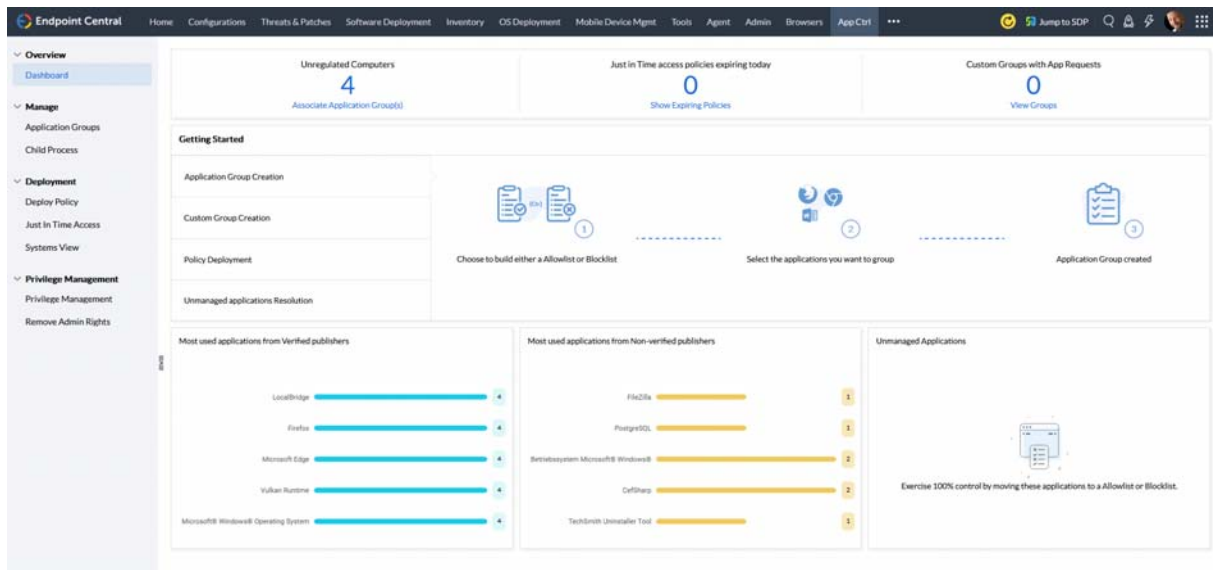 Endpoint Central
Home Configurations Threats & Patches Software Deployment Inventory OS Deployment Mobile Device Mgmt Tools Agent Admin Browsers App Ctrl ••• Jump to SDP
Overview
Dashboard
Manage
Application Groups
Child Process
Deployment
Deploy Policy
Just In Time Access
Systems View
Privilege Management
Privilege Management
Remove Admin Rights
Unregulated Computers
4
Associate Application Group(s)
Just in Time access policies expiring today
0
Show Expiring Policies
Custom Groups with App Requests
0
View Groups
Getting Started
Application Group Creation
Custom Group Creation
Policy Deployment
Unmanaged applications Resolution
1
Choose to build either a Allowlist or Blocklist
2
Select the applications you want to group
3
Application Group created
Most used applications from Verified publishers
LocalBridge 4
Firefox 4
Microsoft Edge 4
Vulkan Runtime 4
Microsoft® Windows® Operating System 4
Most used applications from Non-verified publishers
FileZilla 1
PostgreSQL 1
Betriebssystem Microsoft® Windows® 2
CefSharp 2
TechSmith Uninstaller Tool 1
Unmanaged Applications
Exercise 100% control by moving these applications to a Allowlist or Blocklist.